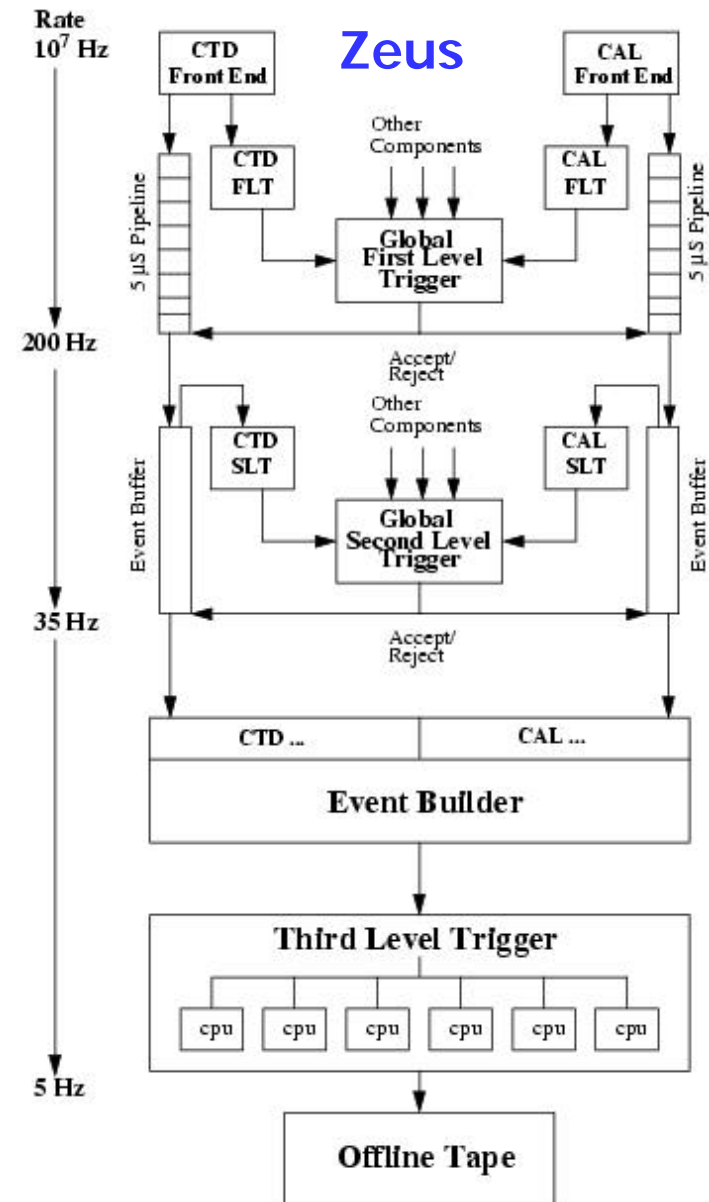 Rate
10⁷ Hz
Zeus
CTD
Front End
CAL
Front End
Other
Components
CTD
FLT
CAL
FLT
5 µS Pipeline
5 µS Pipeline
Global
First Level
Trigger
200 Hz
Accept/
Reject
Other
Components
CTD
SLT
CAL
SLT
Event Buffer
Event Buffer
Global
Second Level
Trigger
35 Hz
Accept/
Reject
CTD ...
CAL ...
Event Builder
Third Level Trigger
cpu
cpu
cpu
cpu
cpu
cpu
5 Hz
Offline Tape